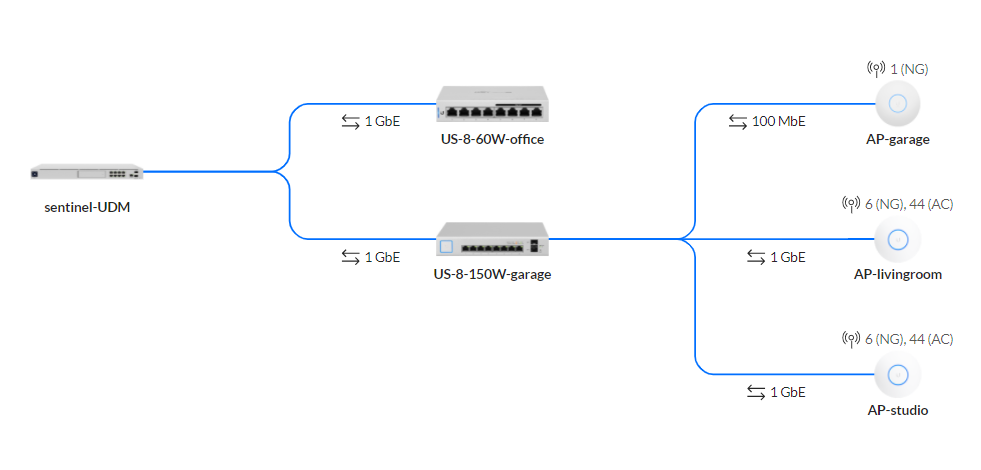 1 (NG)
1 GbE
100 MbE
US-8-60W-office
AP-garage
sentinel-UDM
6 (NG), 44 (AC)
1 GbE
1 GbE
US-8-150W-garage
AP-livingroom
6 (NG), 44 (AC)
1 GbE
AP-studio